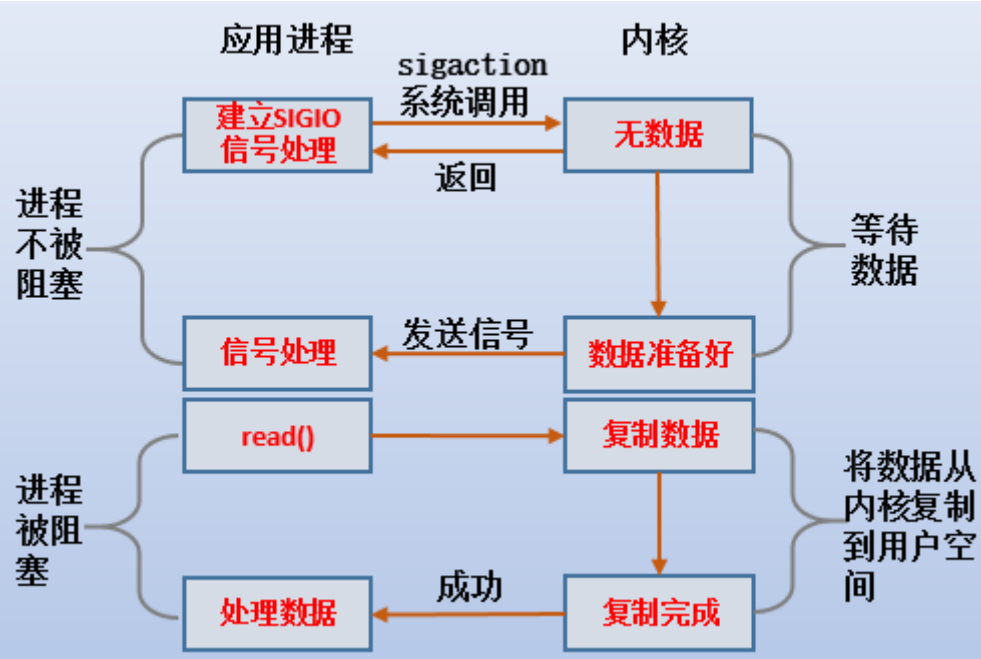 应用进程
内核
sigaction
系统调用
建立SIGIO
信号处理
无数据
返回
进程
不被
阻塞
等待
数据
信号处理
发送信号
数据准备好
read()
复制数据
进程
被阻
塞
将数据从
内核复制
到用户空
间
处理数据
成功
复制完成